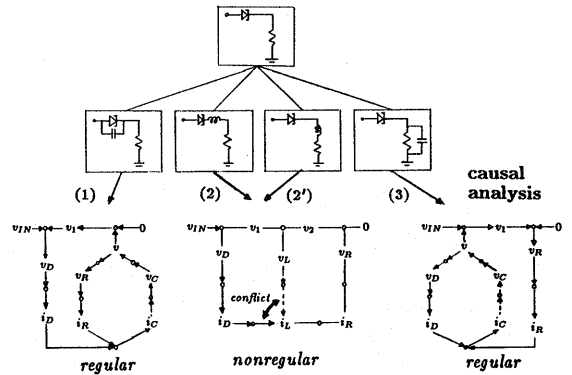 (1)
(2)
(2')
(3)
causal
analysis
v_IN v_1 0
v_IN v_1 v_2 0
v_IN v_1 0
v
v_D v_R v_C
v_D v_L v_R
v
v_D v_C v_R
conflict
i_D i_R i_C
i_D i_L i_R
i_D i_C i_R
regular
nonregular
regular